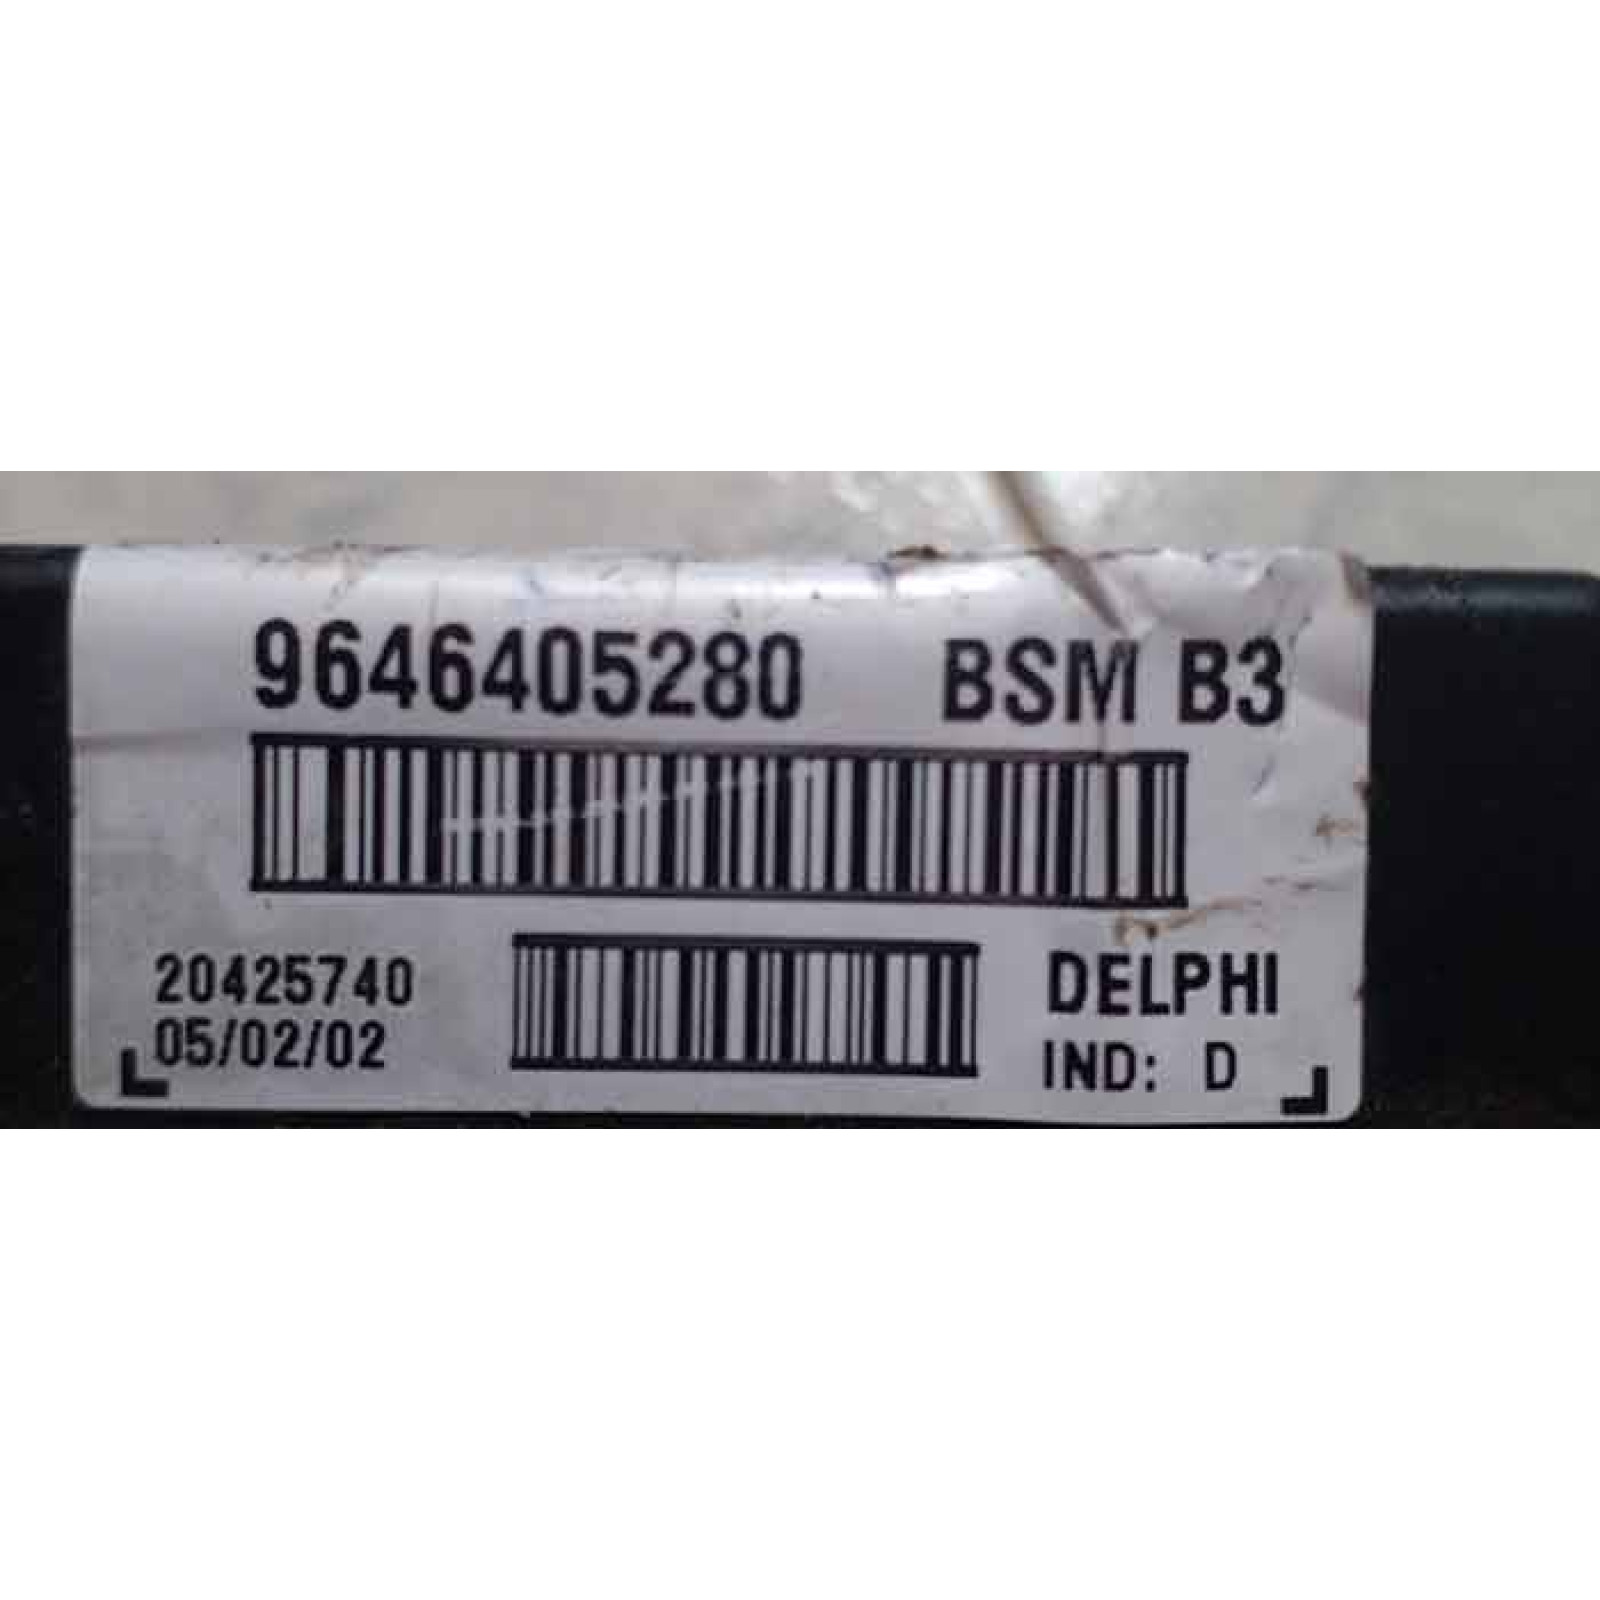 9646405280 BSM B3
20425740 DELPHI
05/02/02 IND: D